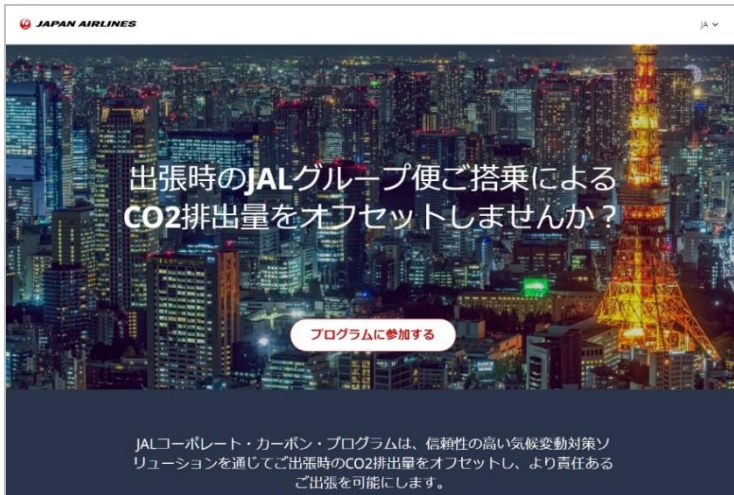 JAPAN AIRLINES
JA
出張時のJALグループ便ご搭乗による
CO2排出量をオフセットしませんか？
プログラムに参加する
JALコーポレート・カーボン・プログラムは、信頼性の高い気候変動対策ソ
リューションを通じてご出張時のCO2排出量をオフセットし、より責任ある
ご出張を可能にします。